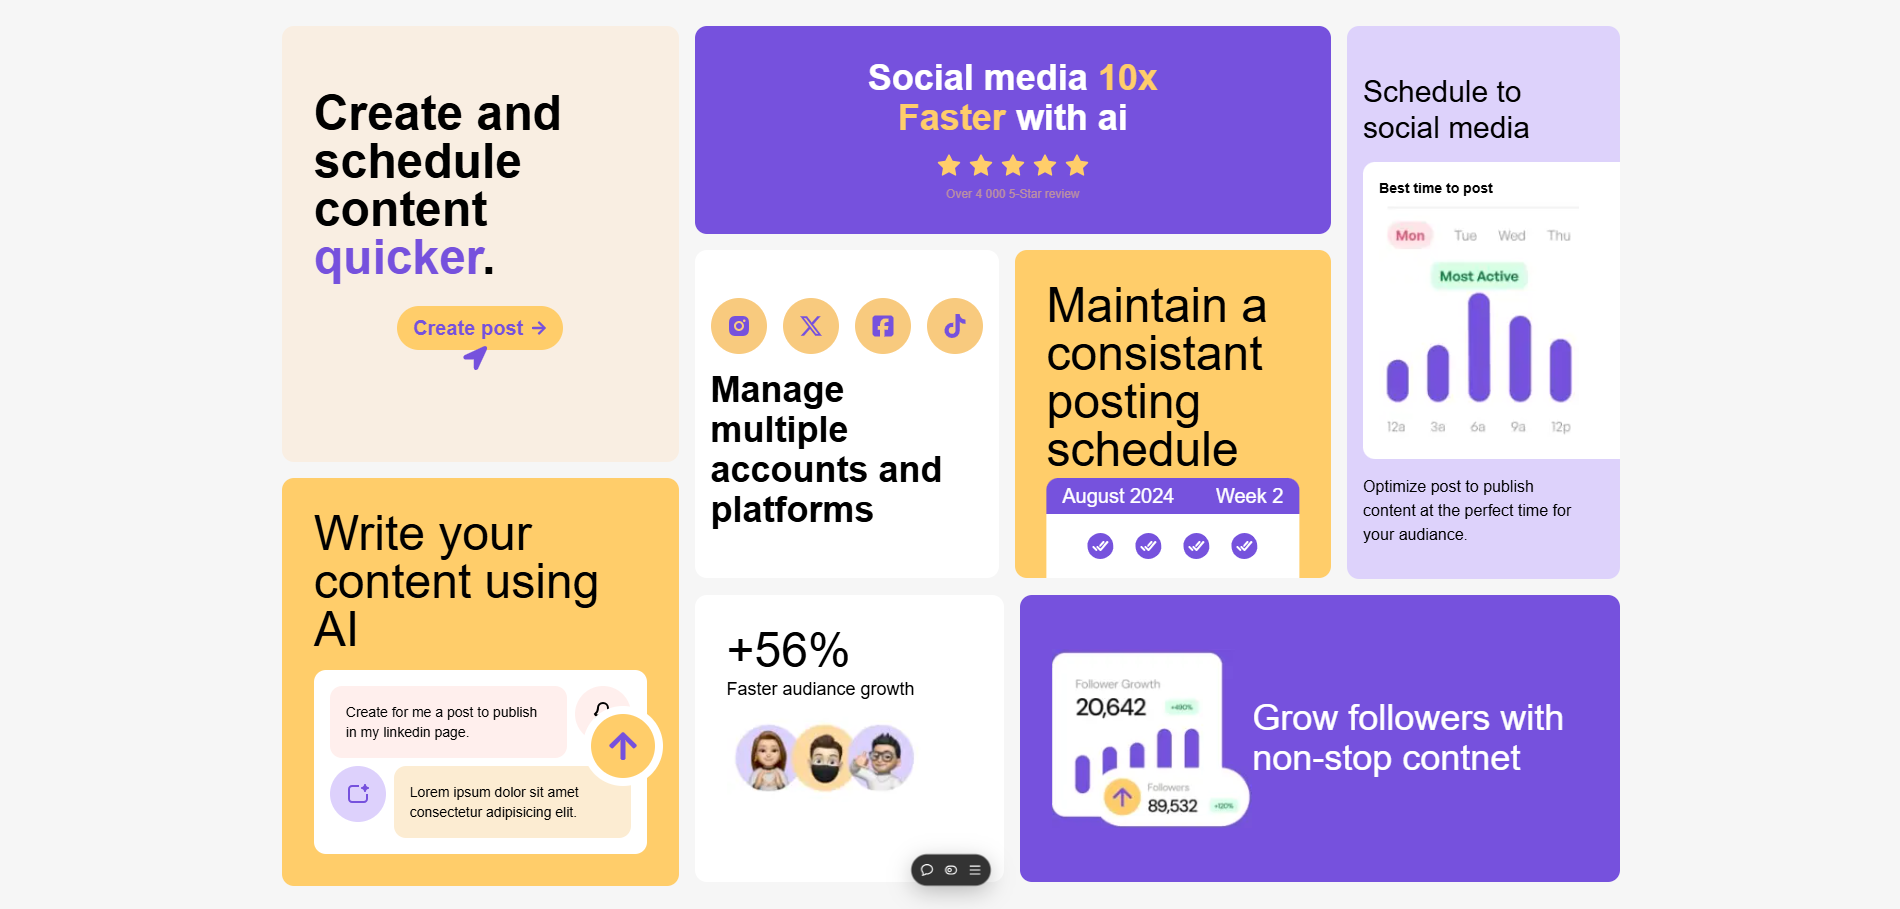 Create and
schedule
content
quicker.
Create post
Social media 10x
Faster with ai
Over 4 000 5-Star review
Schedule to
social media
Best time to post
Mon Tue Wed Thu
Most Active
12a 3a 6a 9a 12p
Optimize post to publish
content at the perfect time for
your audiance.
Manage
multiple
accounts and
platforms
Maintain a
consistant
posting
schedule
August 2024 Week 2
Write your
content using
AI
Create for me a post to publish
in my linkedin page.
Lorem ipsum dolor sit amet
consectetur adipisicing elit.
+56%
Faster audiance growth
Follower Growth
20,642 +490%
Followers
89,532 +120%
Grow followers with
non-stop contnet